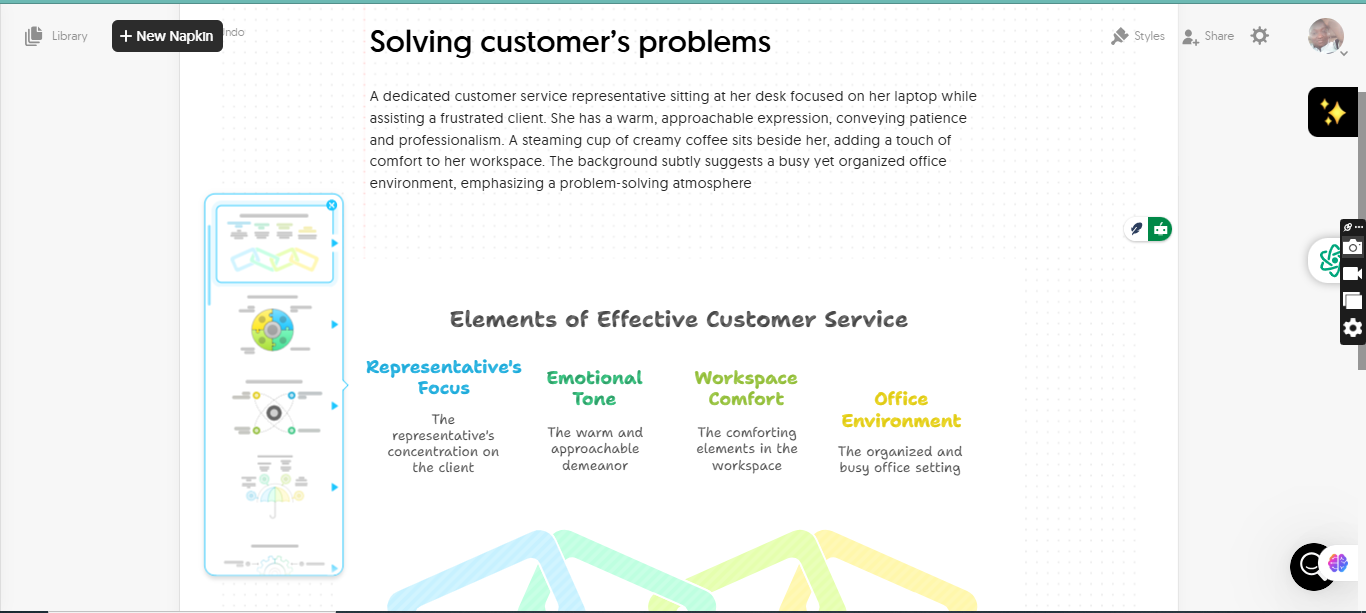 Library
+ New Napkin
ndo
Solving customer's problems
Styles
Share
A dedicated customer service representative sitting at her desk focused on her laptop while
assisting a frustrated client. She has a warm, approachable expression, conveying patience
and professionalism. A steaming cup of creamy coffee sits beside her, adding a touch of
comfort to her workspace. The background subtly suggests a busy yet organized office
environment, emphasizing a problem-solving atmosphere
Elements of Effective Customer Service
Representative's
Focus
The
representative's
concentration on
the client
Emotional
Tone
The warm and
approachable
demeanor
Workspace
Comfort
The comforting
elements in the
workspace
Office
Environment
The organized and
busy office setting